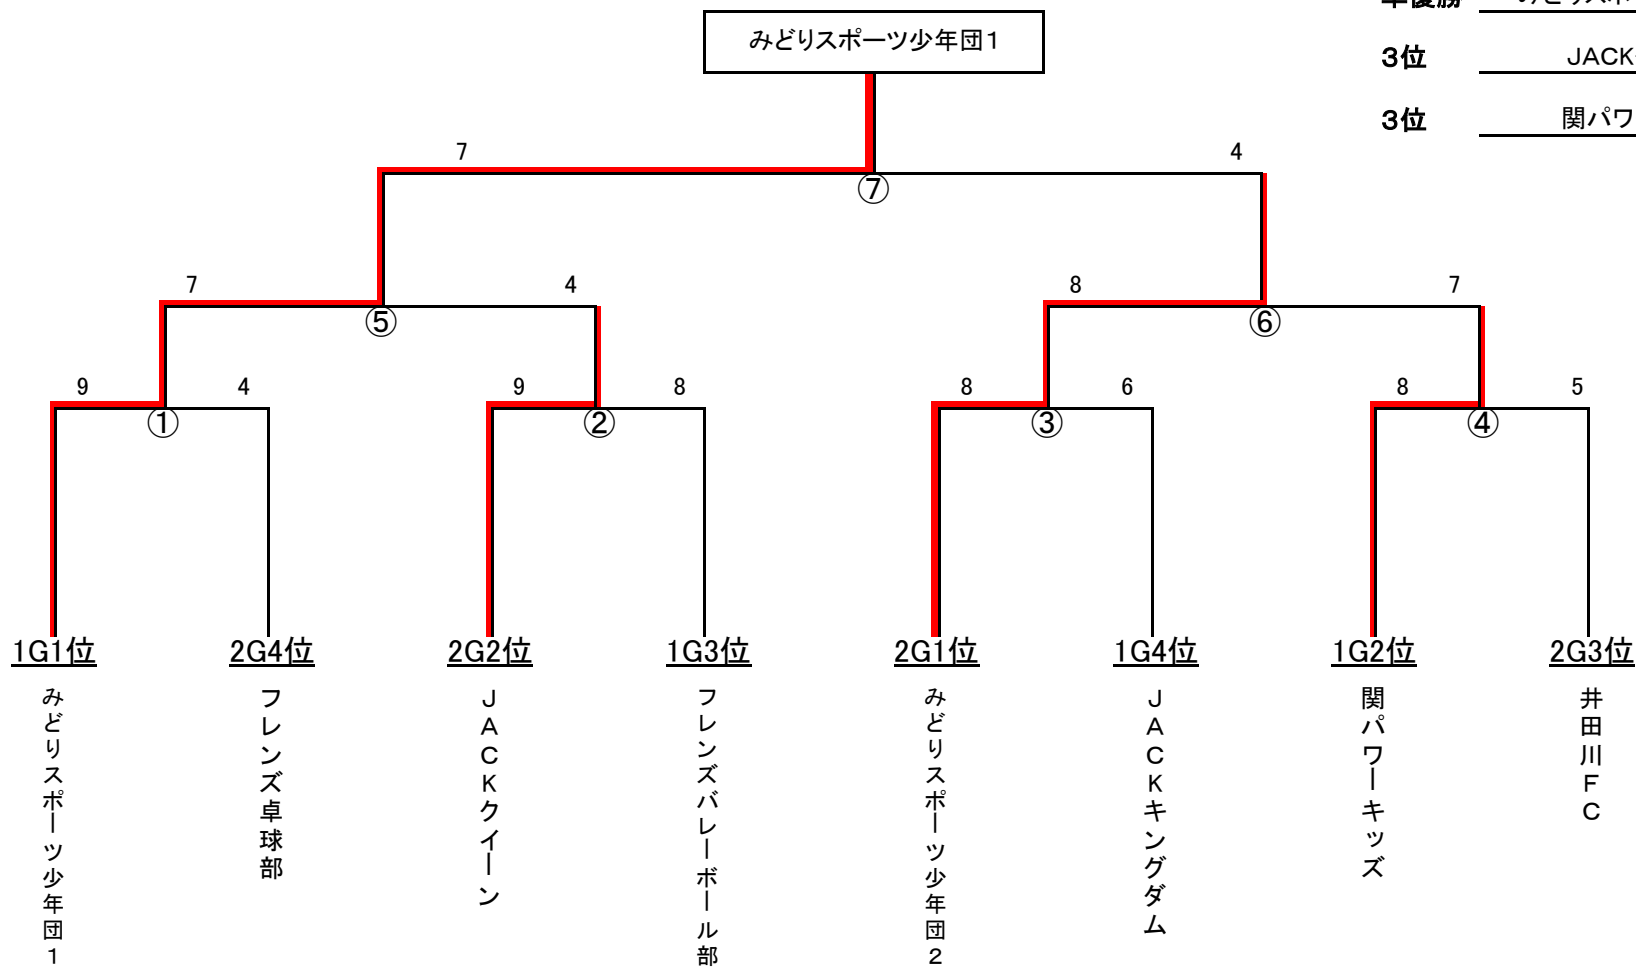 みどりスポーツ少年団1
3位 JACK
3位 関パワ
7 4
⑦
7 4 8 7
⑤ ⑥
9 4 9 8 8 6 8 5
① ② ③ ④
1G1位 2G4位 2G2位 1G3位 2G1位 1G4位 1G2位 2G3位
みどりスポーツ少年団1
フレンズ卓球部
JACKクイーン
フレンズバレーボール部
みどりスポーツ少年団2
JACKキングダム
関パワーキッズ
井田川FC